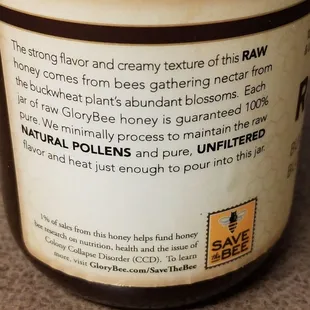 The strong flavor and creamy texture of this RAW
honey comes from bees gathering nectar from
the buckwheat plant's abundant blossoms. Each
jar of raw GloryBee honey is guaranteed 100%
pure. We minimally process to maintain the raw
NATURAL POLLENS and pure, UNFILTERED
flavor and heat just enough to pour into this jar.
1% of sales from this honey helps fund honey
bee research on nutrition, health and the issue of
Colony Collapse Disorder (CCD). To learn
more, visit GloryBee.com/SaveTheBee
SAVE
the BEE